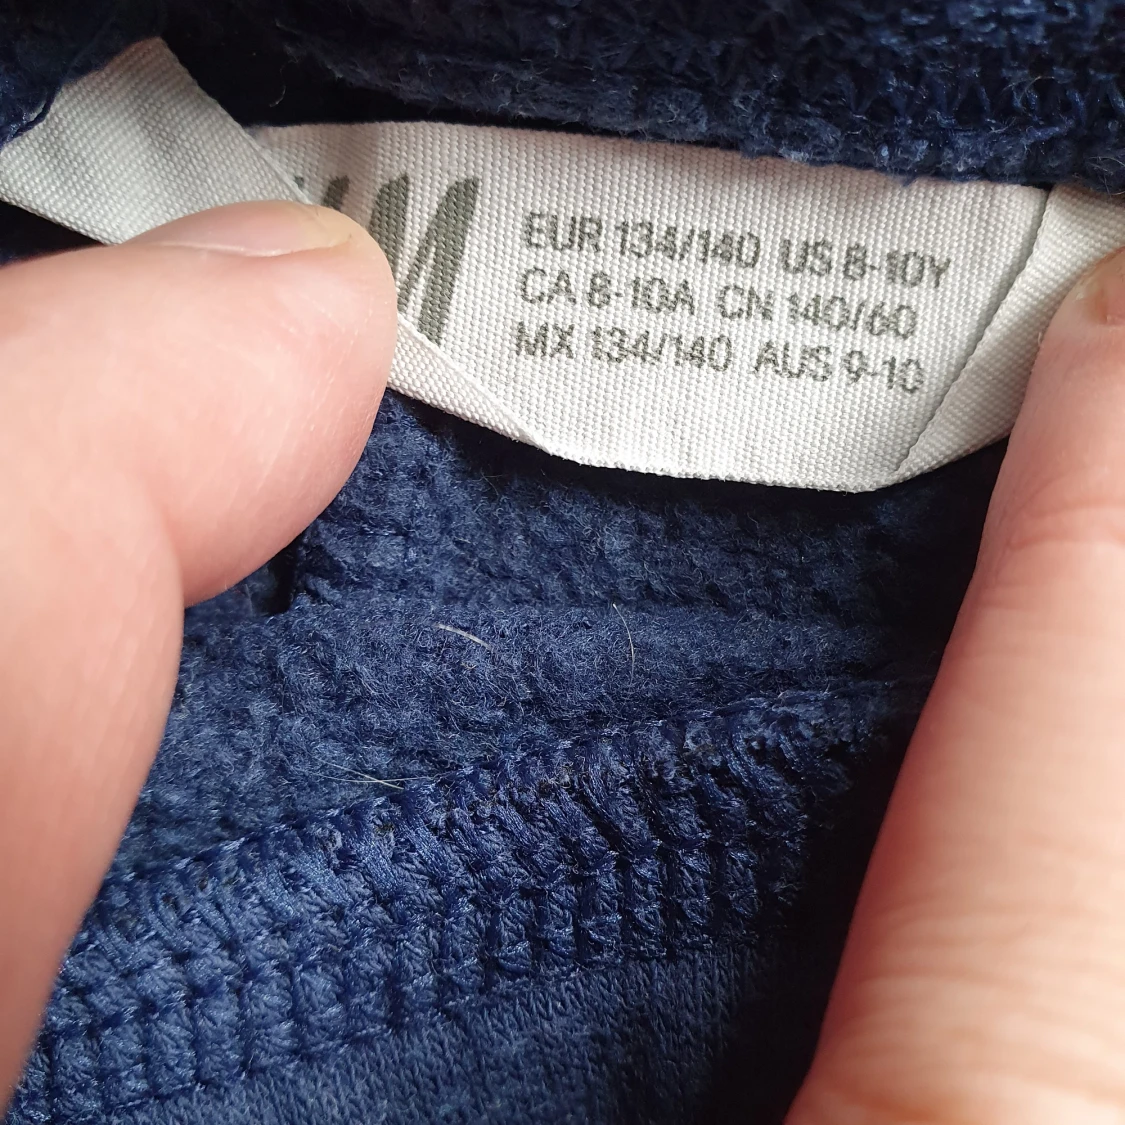 M
EUR 134/140 US 8-10Y
CA 8-10A CN 140/60
MX 134/140 AUS 9-10